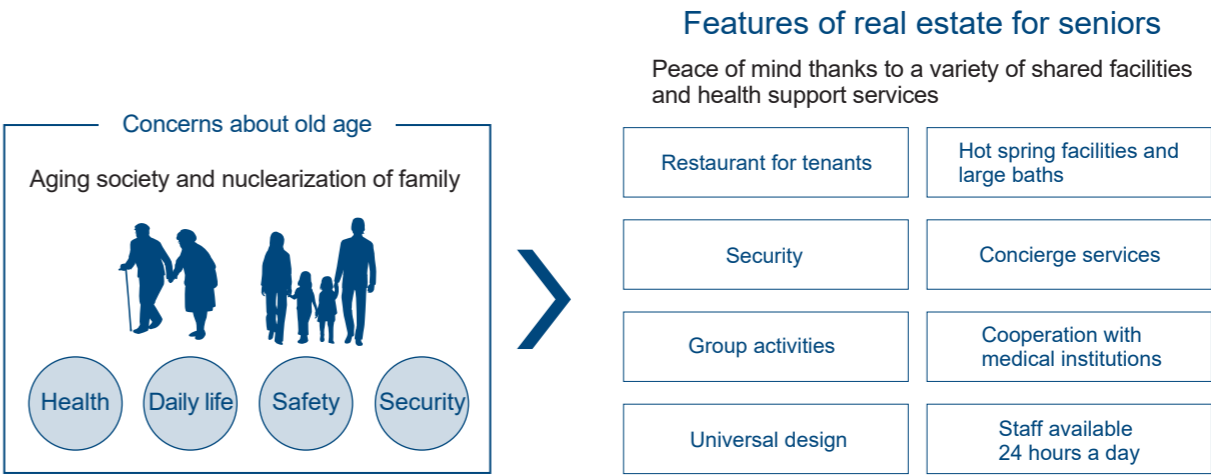 Concerns about old age
Aging society and nuclearization of family
Health
Daily life
Safety
Security
Features of real estate for seniors
Peace of mind thanks to a variety of shared facilities
and health support services
Restaurant for tenants
Hot spring facilities and
large baths
Security
Concierge services
Group activities
Cooperation with
medical institutions
Universal design
Staff available
24 hours a day